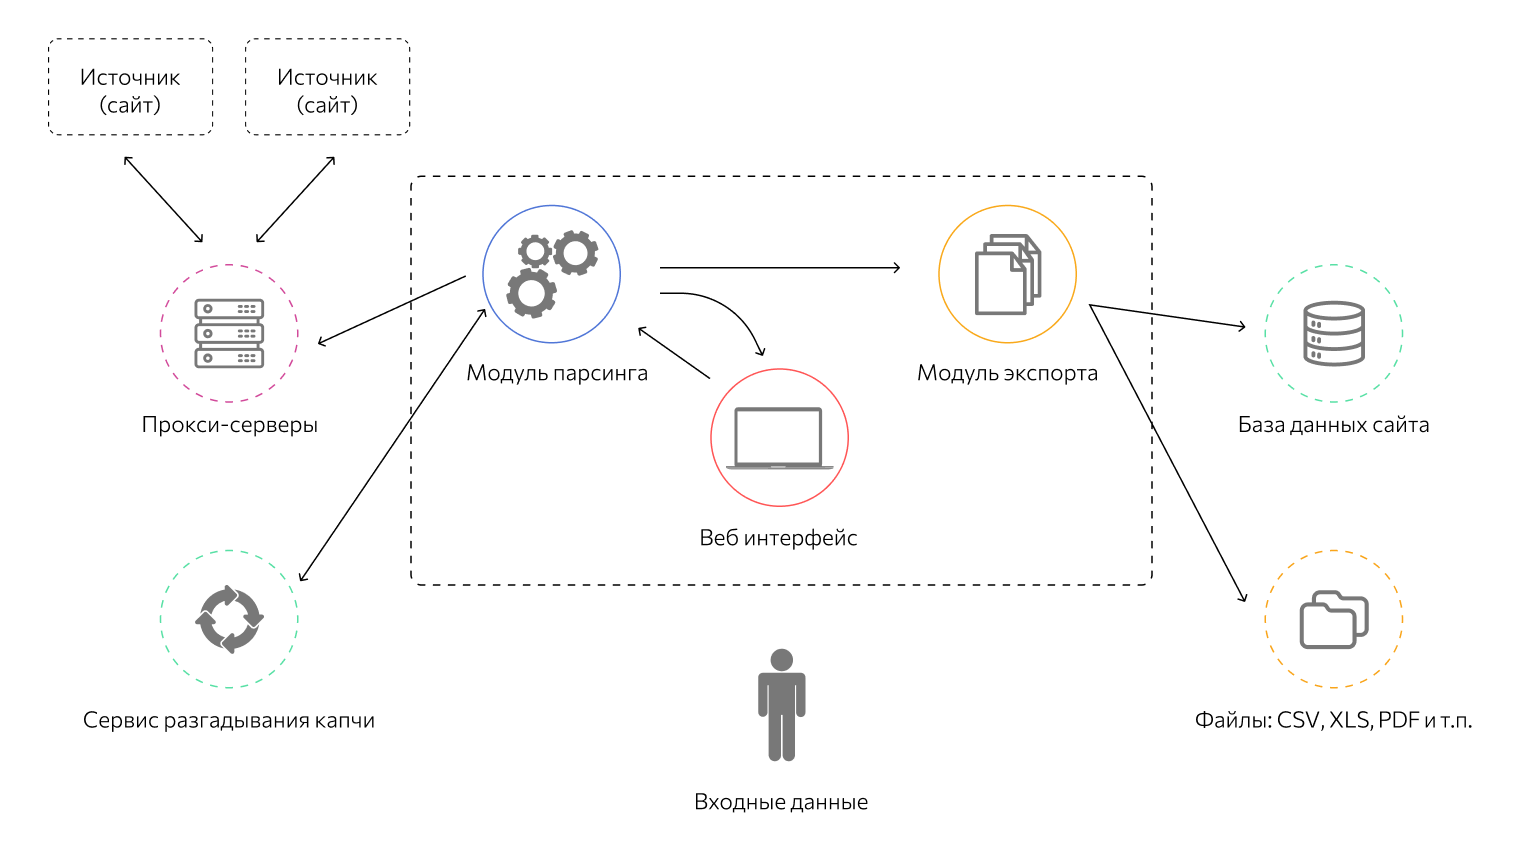 Источник
(сайт)
Источник
(сайт)
Модуль парсинга
Модуль экспорта
Прокси-серверы
База данных сайта
Веб интерфейс
Сервис разгадывания капчи
Файлы: CSV, XLS, PDF и т.п.
Входные данные